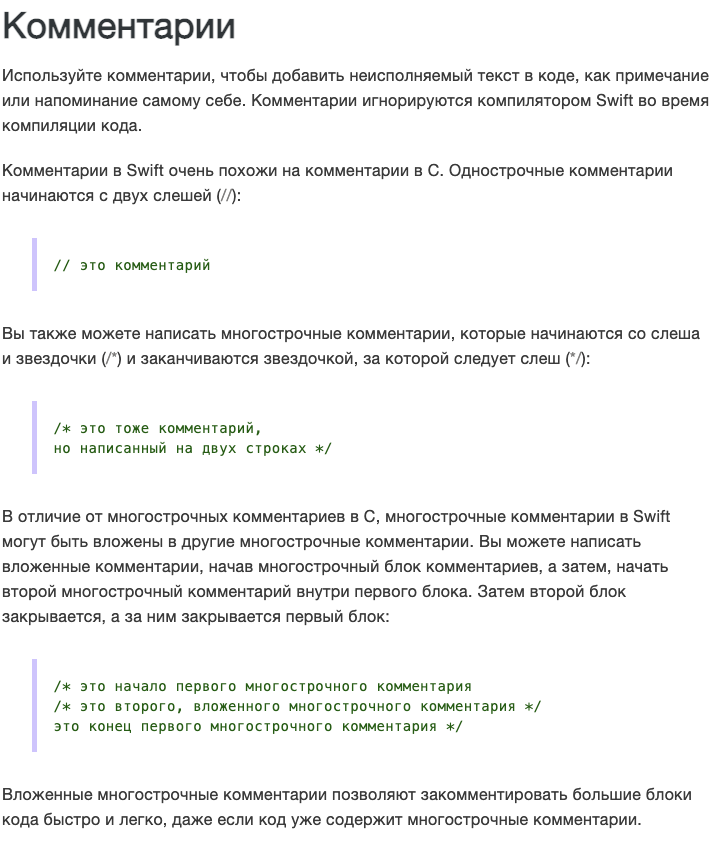 Комментарии
Используйте комментарии, чтобы добавить неисполняемый текст в коде, как примечание
или напоминание самому себе. Комментарии игнорируются компилятором Swift во время
компиляции кода.
Комментарии в Swift очень похожи на комментарии в C. Однострочные комментарии
начинаются с двух слешей (//):
// это комментарий
Вы также можете написать многострочные комментарии, которые начинаются со слеша
и звездочки (/*) и заканчиваются звездочкой, за которой следует слеш (*/):
/* это тоже комментарий,
но написанный на двух строках */
В отличие от многострочных комментариев в C, многострочные комментарии в Swift
могут быть вложены в другие многострочные комментарии. Вы можете написать
вложенные комментарии, начав многострочный блок комментариев, а затем, начать
второй многострочный комментарий внутри первого блока. Затем второй блок
закрывается, а за ним закрывается первый блок:
/* это начало первого многострочного комментария
/* это второго, вложенного многострочного комментария */
это конец первого многострочного комментария */
Вложенные многострочные комментарии позволяют закомментировать большие блоки
кода быстро и легко, даже если код уже содержит многострочные комментарии.